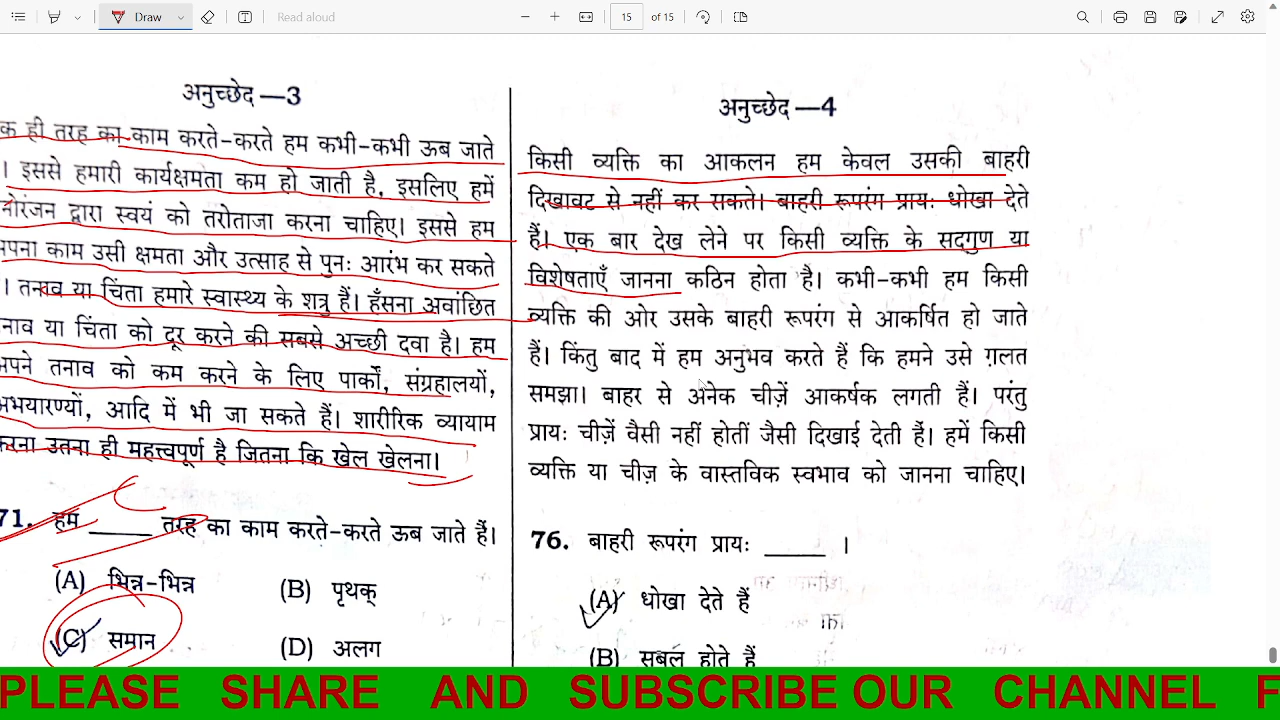 Draw
Read aloud
15 of 15
अनुच्छेद —3
क ही तरह का काम करते-करते हम कभी-कभी ऊब जाते
। इससे हमारी कार्यक्षमता कम हो जाती है, इसलिए हमें
नोरंजन द्वारा स्वयं को तरोताजा करना चाहिए। इससे हम
अपना काम उसी क्षमता और उत्साह से पुनः आरंभ कर सकते
। तनाव या चिंता हमारे स्वास्थ्य के शत्रु हैं। हँसना अवांछित
नाव या चिंता को दूर करने की सबसे अच्छी दवा है। हम
अपने तनाव को कम करने के लिए पार्कों, संग्रहालयों,
अभयारण्यों, आदि में भी जा सकते हैं। शारीरिक व्यायाम
करना उतना ही महत्त्वपूर्ण है जितना कि खेल खेलना।
71. हम _____ तरह का काम करते-करते ऊब जाते हैं।
(A) भिन्न-भिन्न (B) पृथक्
(C) समान (D) अलग
अनुच्छेद —4
किसी व्यक्ति का आकलन हम केवल उसकी बाहरी
दिखावट से नहीं कर सकते। बाहरी रूपरंग प्रायः धोखा देते
हैं। एक बार देख लेने पर किसी व्यक्ति के सद्गुण या
विशेषताएँ जानना कठिन होता है। कभी-कभी हम किसी
व्यक्ति की ओर उसके बाहरी रूपरंग से आकर्षित हो जाते
हैं। किंतु बाद में हम अनुभव करते हैं कि हमने उसे ग़लत
समझा। बाहर से अनेक चीज़ें आकर्षक लगती हैं। परंतु
प्रायः चीज़ें वैसी नहीं होतीं जैसी दिखाई देती हैं। हमें किसी
व्यक्ति या चीज़ के वास्तविक स्वभाव को जानना चाहिए।
76. बाहरी रूपरंग प्रायः _____ ।
(A) धोखा देते हैं
(B) सबल होते हैं
PLEASE SHARE AND SUBSCRIBE OUR CHANNEL F